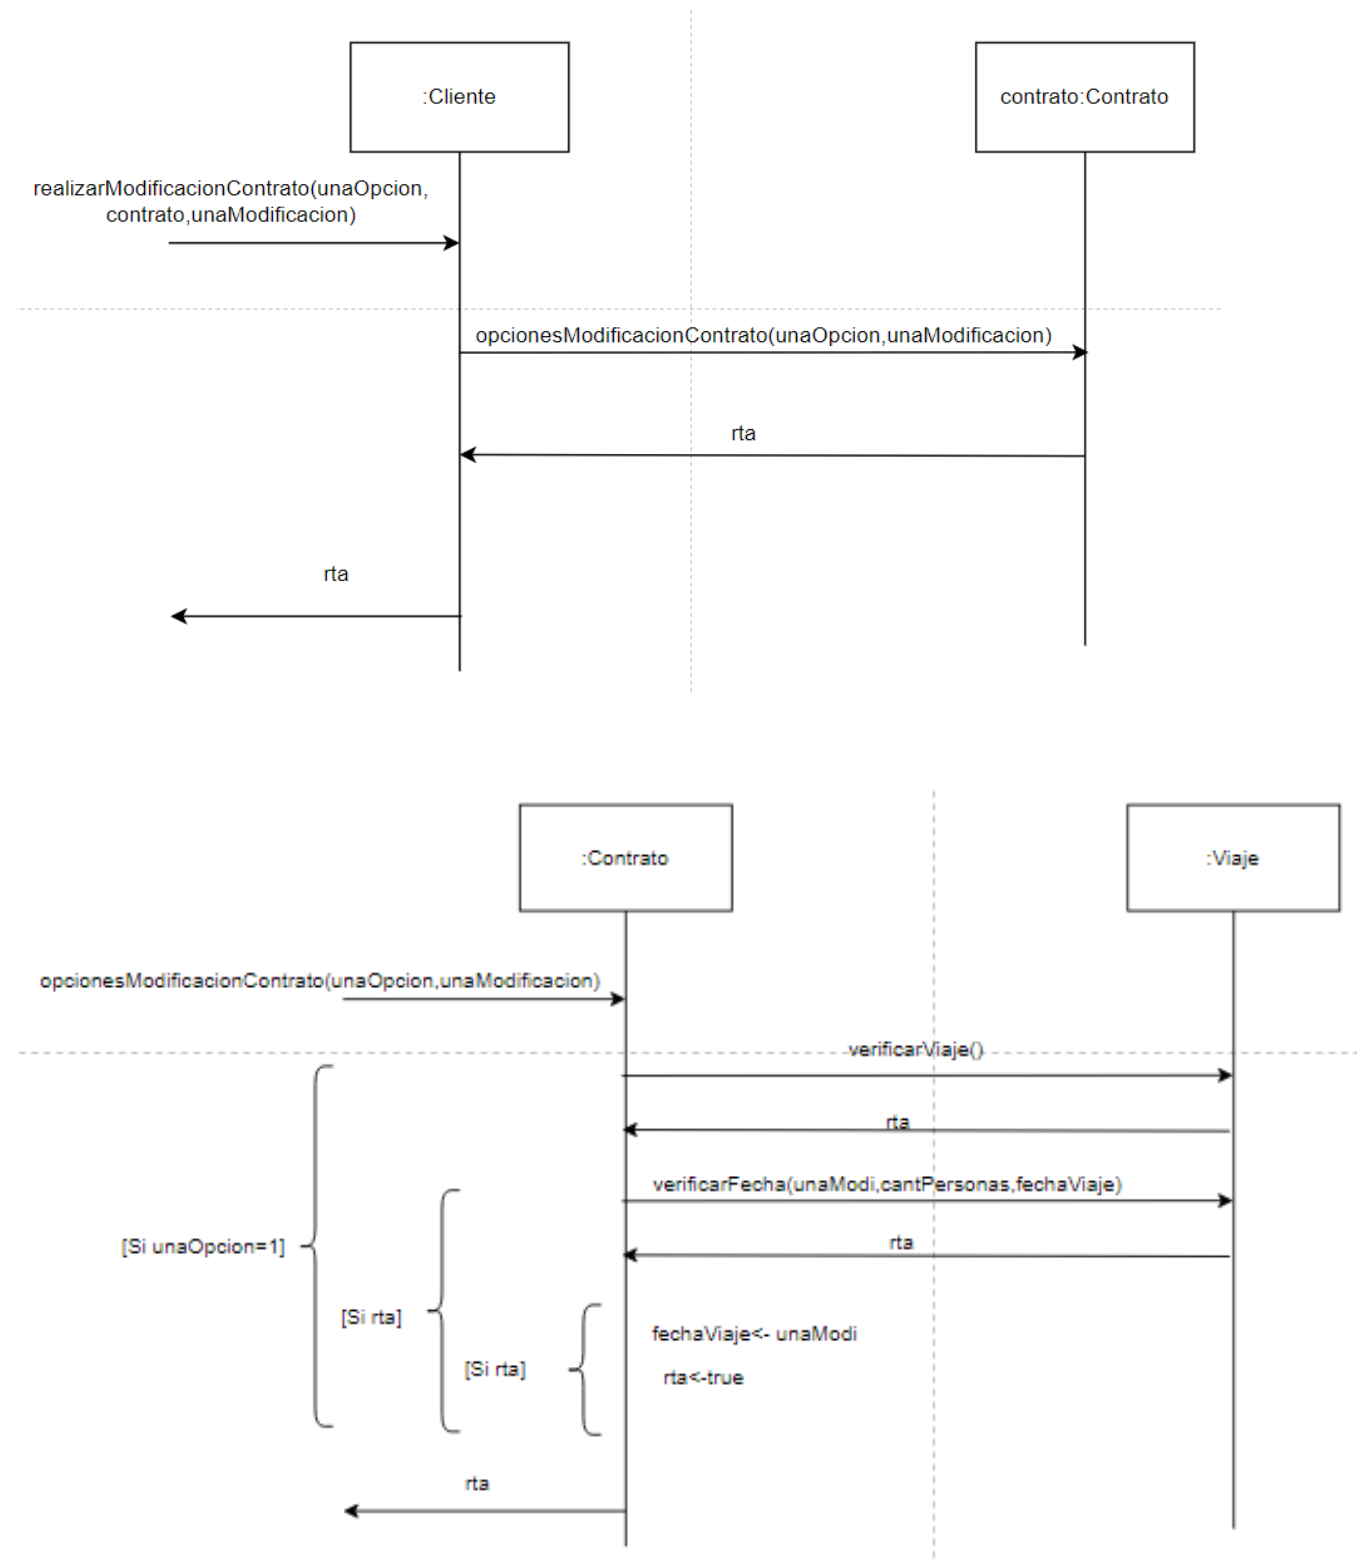 :Cliente
contrato:Contrato
realizarModificacionContrato(unaOpcion,
contrato,unaModificacion)
opcionesModificacionContrato(unaOpcion,unaModificacion)
rta
rta
:Contrato
:Viaje
opcionesModificacionContrato(unaOpcion,unaModificacion)
verificarViaje()
rta
verificarFecha(unaModi,cantPersonas,fechaViaje)
rta
[Si unaOpcion=1]
[Si rta]
fechaViaje<- unaModi
[Si rta]
rta<-true
rta